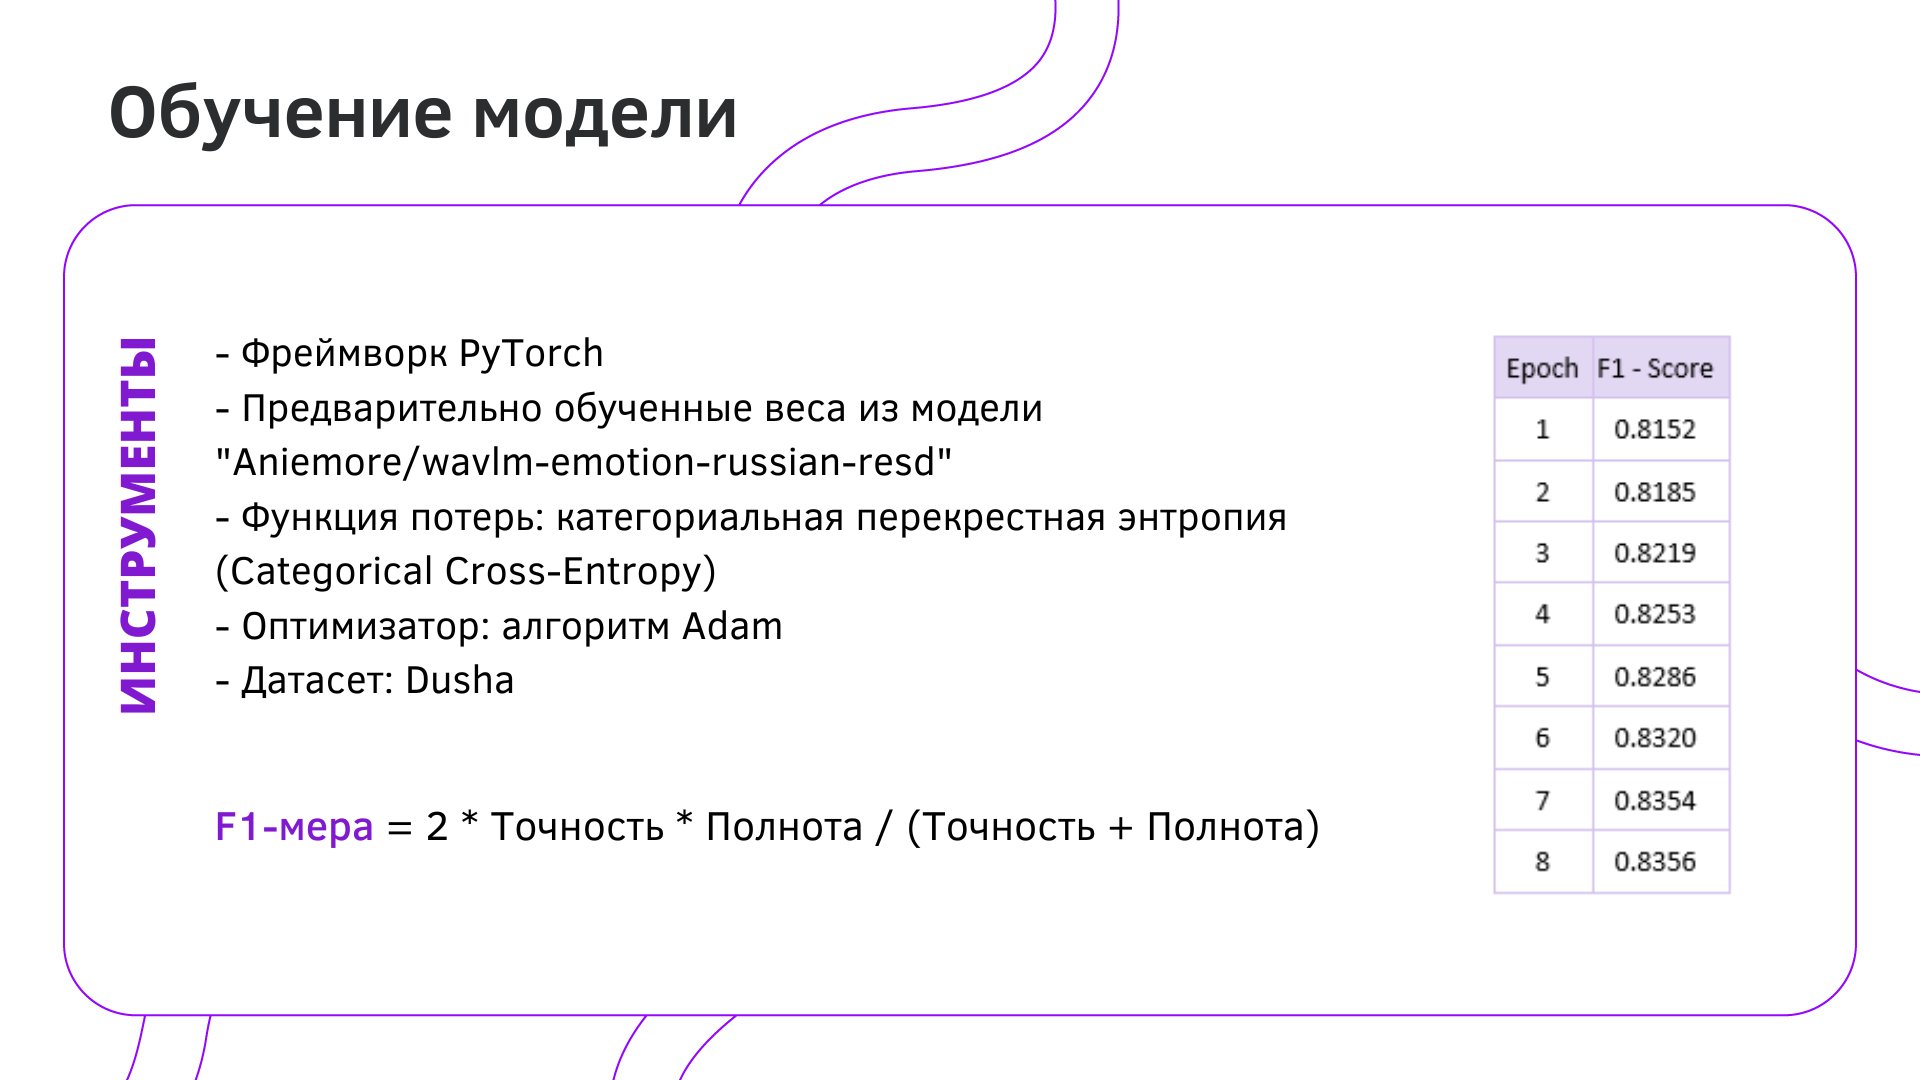 Обучение модели
ИНСТРУМЕНТЫ
- Фреймворк PyTorch
- Предварительно обученные веса из модели
"Aniemore/wavlm-emotion-russian-resd"
- Функция потерь: категориальная перекрестная энтропия
(Categorical Cross-Entropy)
- Оптимизатор: алгоритм Adam
- Датасет: Dusha
F1-мера = 2 * Точность * Полнота / (Точность + Полнота)
Epoch F1 - Score
1 0.8152
2 0.8185
3 0.8219
4 0.8253
5 0.8286
6 0.8320
7 0.8354
8 0.8356